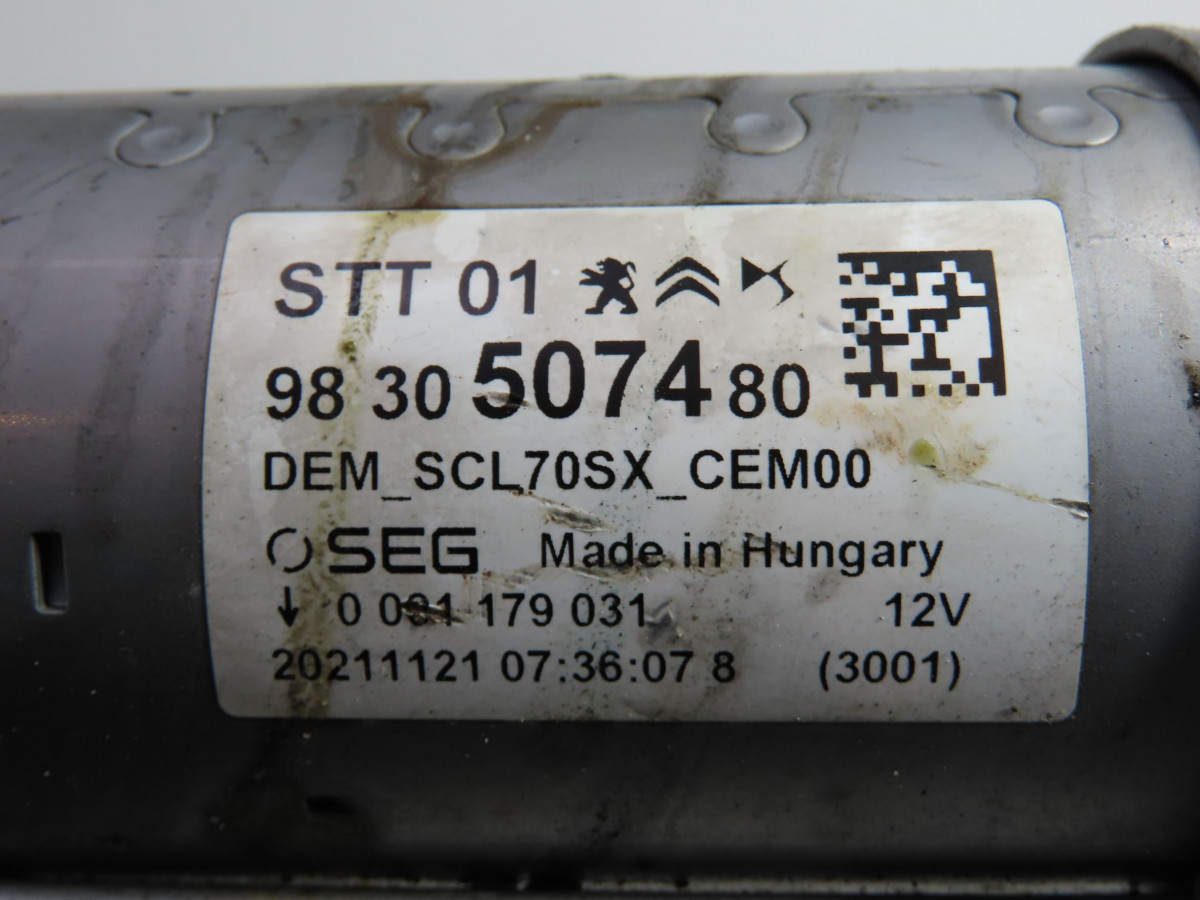 STT 01
98 30 5074 80
DEM_SCL70SX_CEM00
SEG Made in Hungary
↓ 0 001 179 031 12V
20211121 07:36:07 8 (3001)